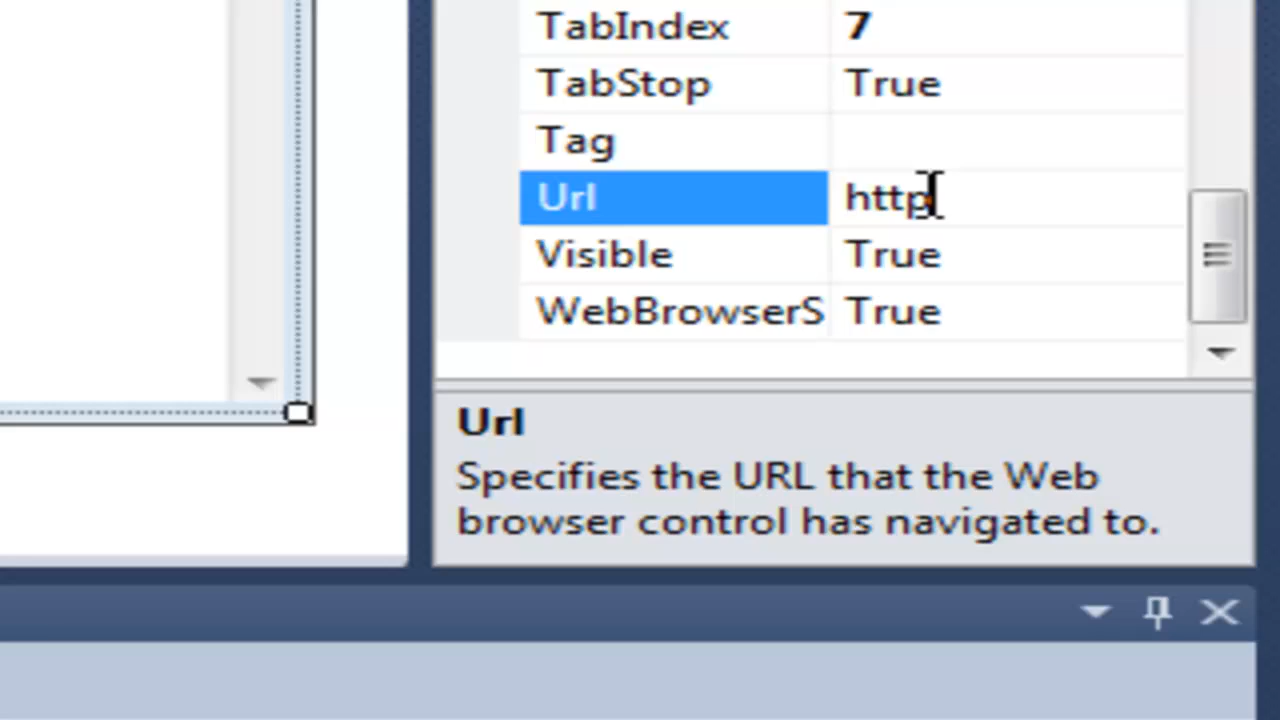 TabIndex 7
TabStop True
Tag
Url http
Visible True
WebBrowserS True
Url
Specifies the URL that the Web
browser control has navigated to.